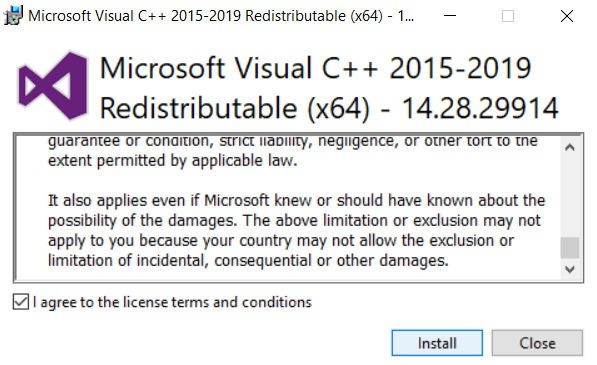 Microsoft Visual C++ 2015-2019 Redistributable (x64) - 1...
Microsoft Visual C++ 2015-2019
Redistributable (x64) - 14.28.29914
guarantee or condition, strict liability, negligence, or other tort to the
extent permitted by applicable law.
It also applies even if Microsoft knew or should have known about the
possibility of the damages. The above limitation or exclusion may not
apply to you because your country may not allow the exclusion or
limitation of incidental, consequential or other damages.
I agree to the license terms and conditions
Install
Close